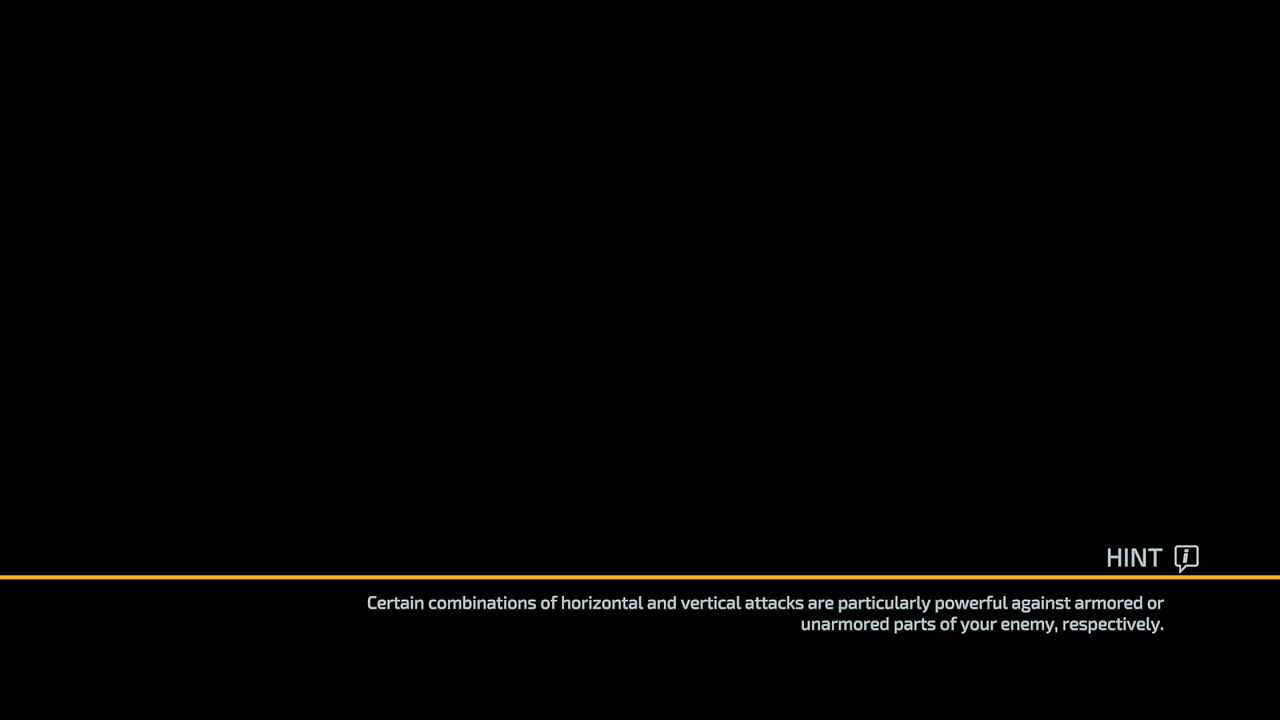 HINT
Certain combinations of horizontal and vertical attacks are particularly powerful against armored or
unarmored parts of your enemy, respectively.